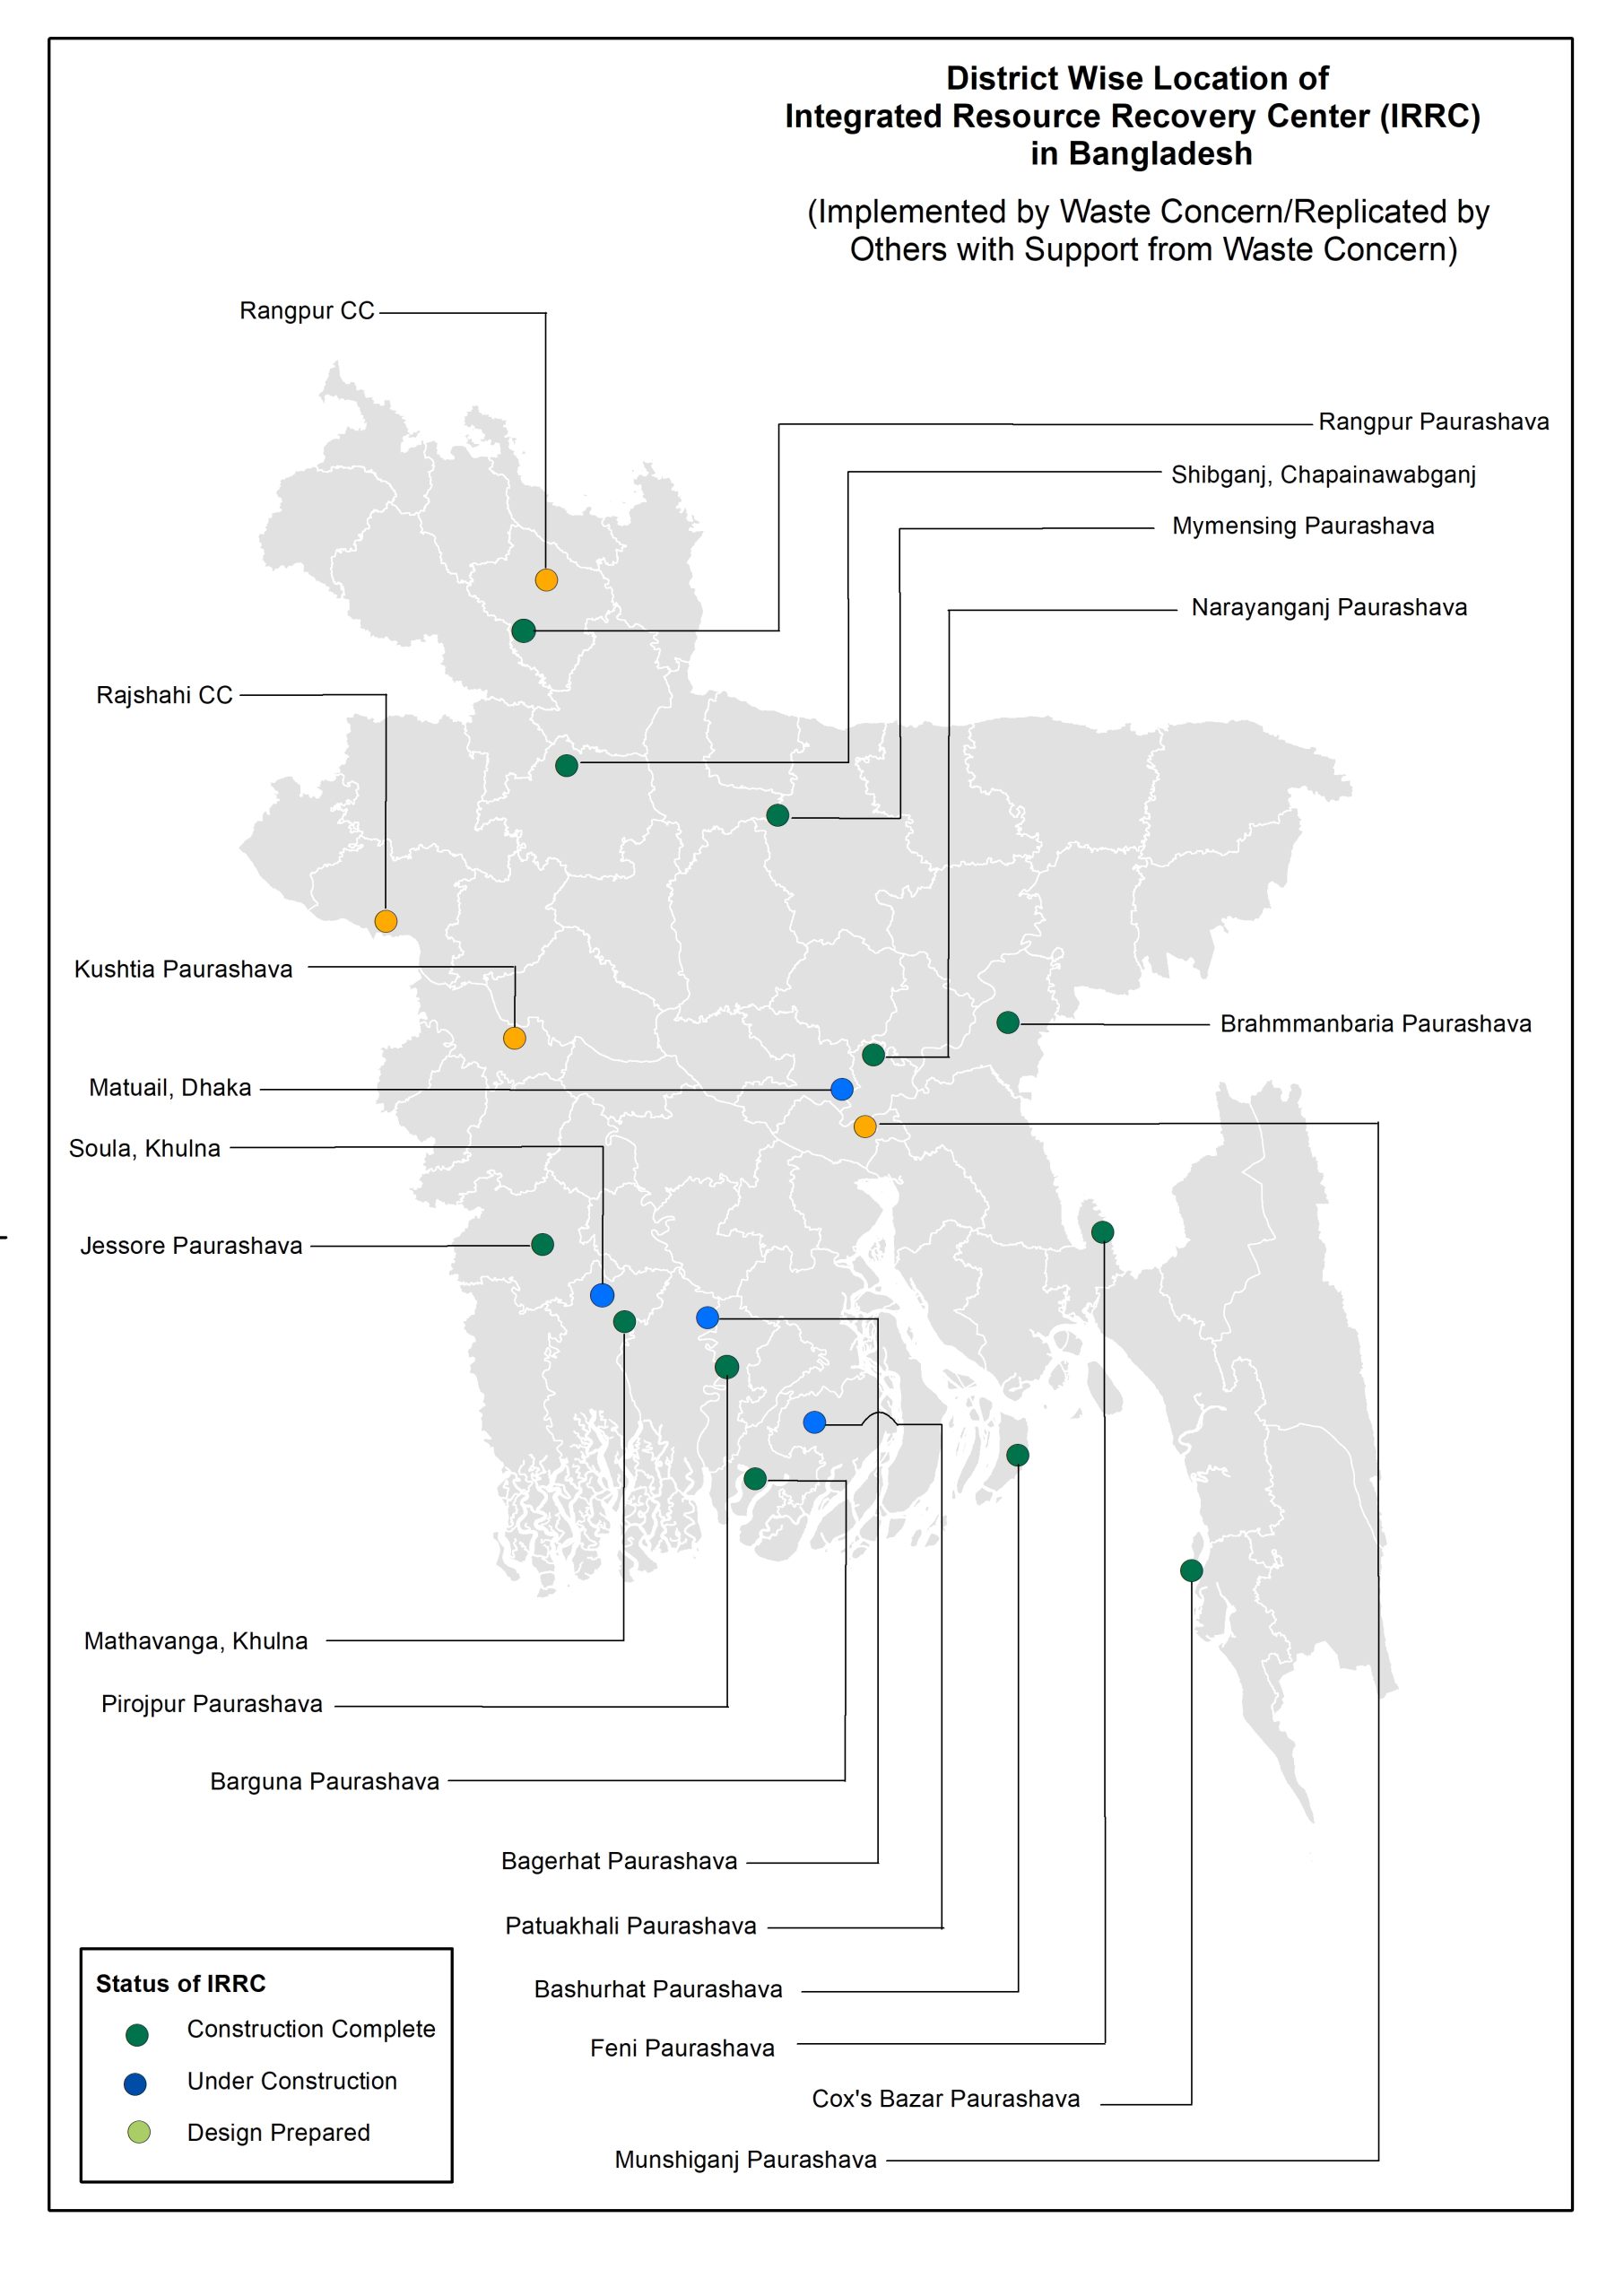 District Wise Location of
Integrated Resource Recovery Center (IRRC)
in Bangladesh
(Implemented by Waste Concern/Replicated by
Others with Support from Waste Concern)
Rangpur CC
Rangpur Paurashava
Shibganj, Chapainawabganj
Mymensing Paurashava
Narayanganj Paurashava
Rajshahi CC
Kushtia Paurashava
Brahmmanbaria Paurashava
Matuail, Dhaka
Soula, Khulna
Jessore Paurashava
Mathavanga, Khulna
Pirojpur Paurashava
Barguna Paurashava
Bagerhat Paurashava
Patuakhali Paurashava
Bashurhat Paurashava
Feni Paurashava
Cox's Bazar Paurashava
Munshiganj Paurashava
Status of IRRC
Construction Complete
Under Construction
Design Prepared